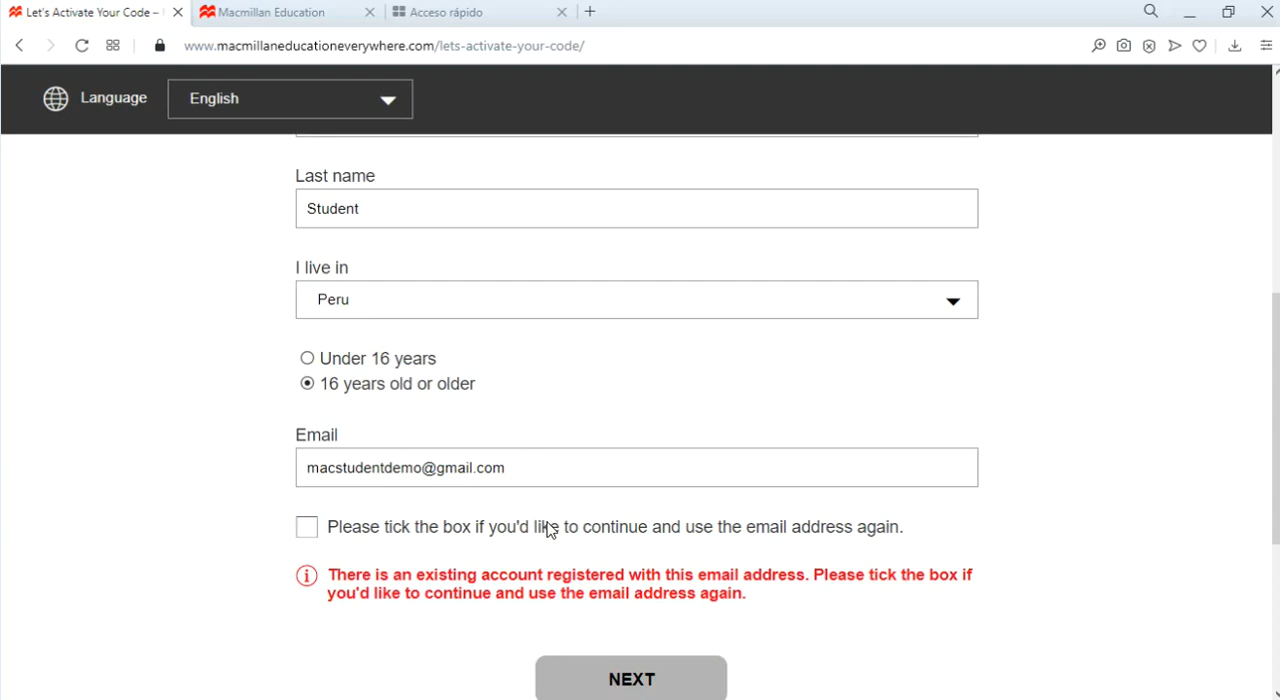 Let's Activate Your Code –
Macmillan Education
Acceso rápido
www.macmillaneducationeverywhere.com/lets-activate-your-code/
Language
English
Last name
Student
I live in
Peru
Under 16 years
16 years old or older
Email
macstudentdemo@gmail.com
Please tick the box if you'd like to continue and use the email address again.
There is an existing account registered with this email address. Please tick the box if
you'd like to continue and use the email address again.
NEXT